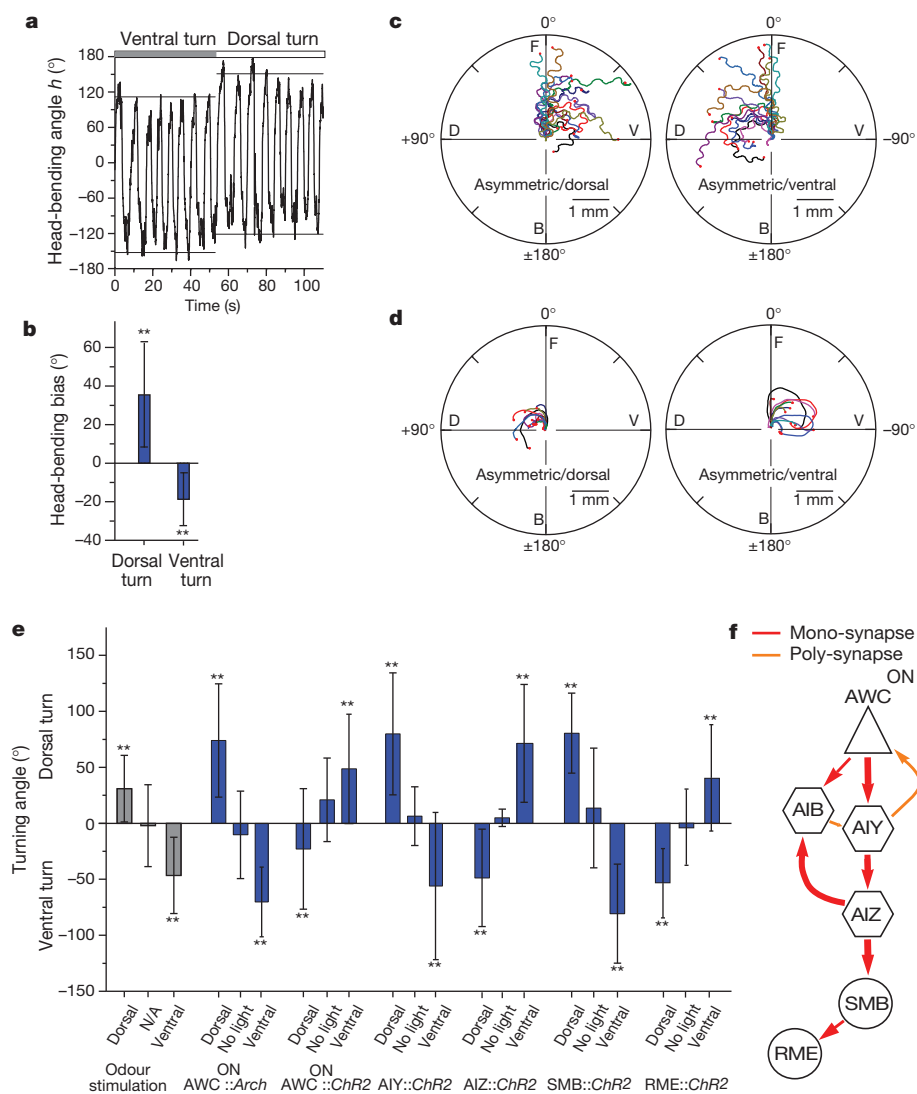 a
Ventral turn Dorsal turn
Head-bending angle h (°)
180
120
60
0
−60
−120
−180
0 20 40 60 80 100
Time (s)
b
Head-bending bias (°)
60
40
20
0
−20
−40
**
**
Dorsal turn
Ventral turn
c
0°
F
+90°
D
V
Asymmetric/dorsal
1 mm
B
±180°
0°
F
D
V
−90°
Asymmetric/ventral
1 mm
B
±180°
d
0°
F
+90°
D
V
Asymmetric/dorsal
1 mm
B
±180°
0°
F
D
V
−90°
Asymmetric/ventral
1 mm
B
±180°
e
Turning angle (°)
Ventral turn Dorsal turn
150
100
50
0
−50
−100
−150
** ** ** ** ** ** **
** ** ** ** ** ** **
Dorsal N/A Ventral
Dorsal No light Ventral
Dorsal No light Ventral
Dorsal No light Ventral
Dorsal No light Ventral
Dorsal No light Ventral
Dorsal No light Ventral
Odour stimulation
AWC ON ::Arch
AWC ON ::ChR2
AIY::ChR2
AIZ::ChR2
SMB::ChR2
RME::ChR2
f
Mono-synapse
Poly-synapse
AWC ON
AIB
AIY
AIZ
SMB
RME